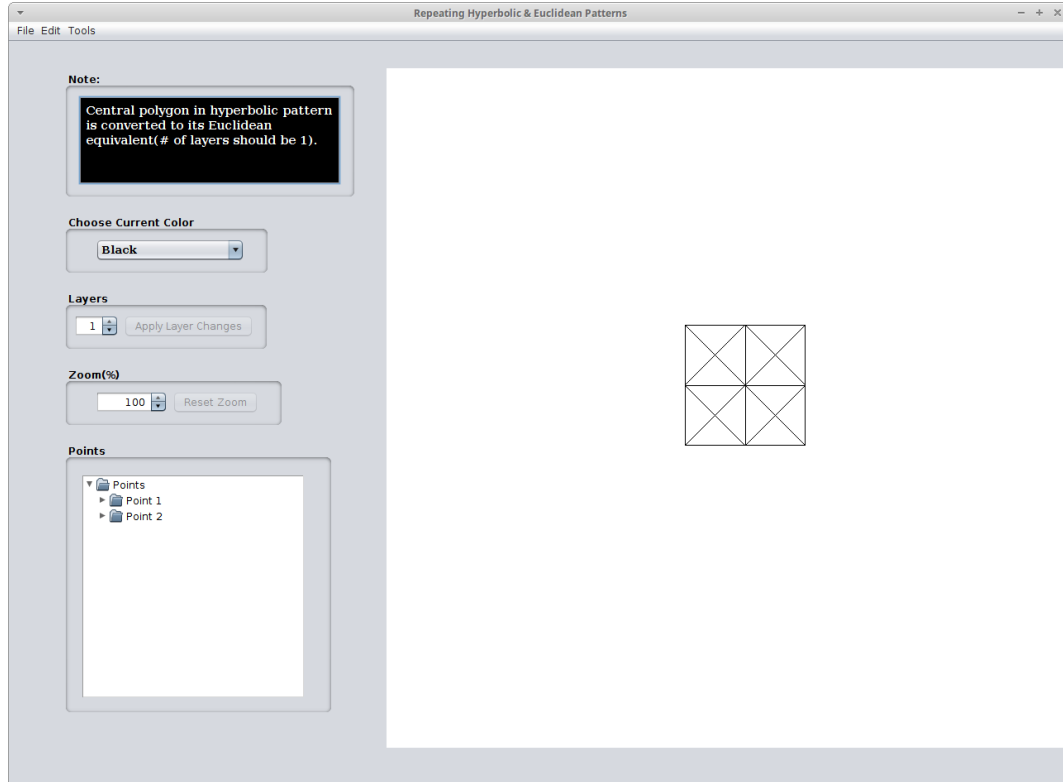 Repeating Hyperbolic & Euclidean Patterns
File Edit Tools
Note:
Central polygon in hyperbolic pattern
is converted to its Euclidean
equivalent(# of layers should be 1).
Choose Current Color
Black
Layers
1 Apply Layer Changes
Zoom(%)
100 Reset Zoom
Points
Points
Point 1
Point 2